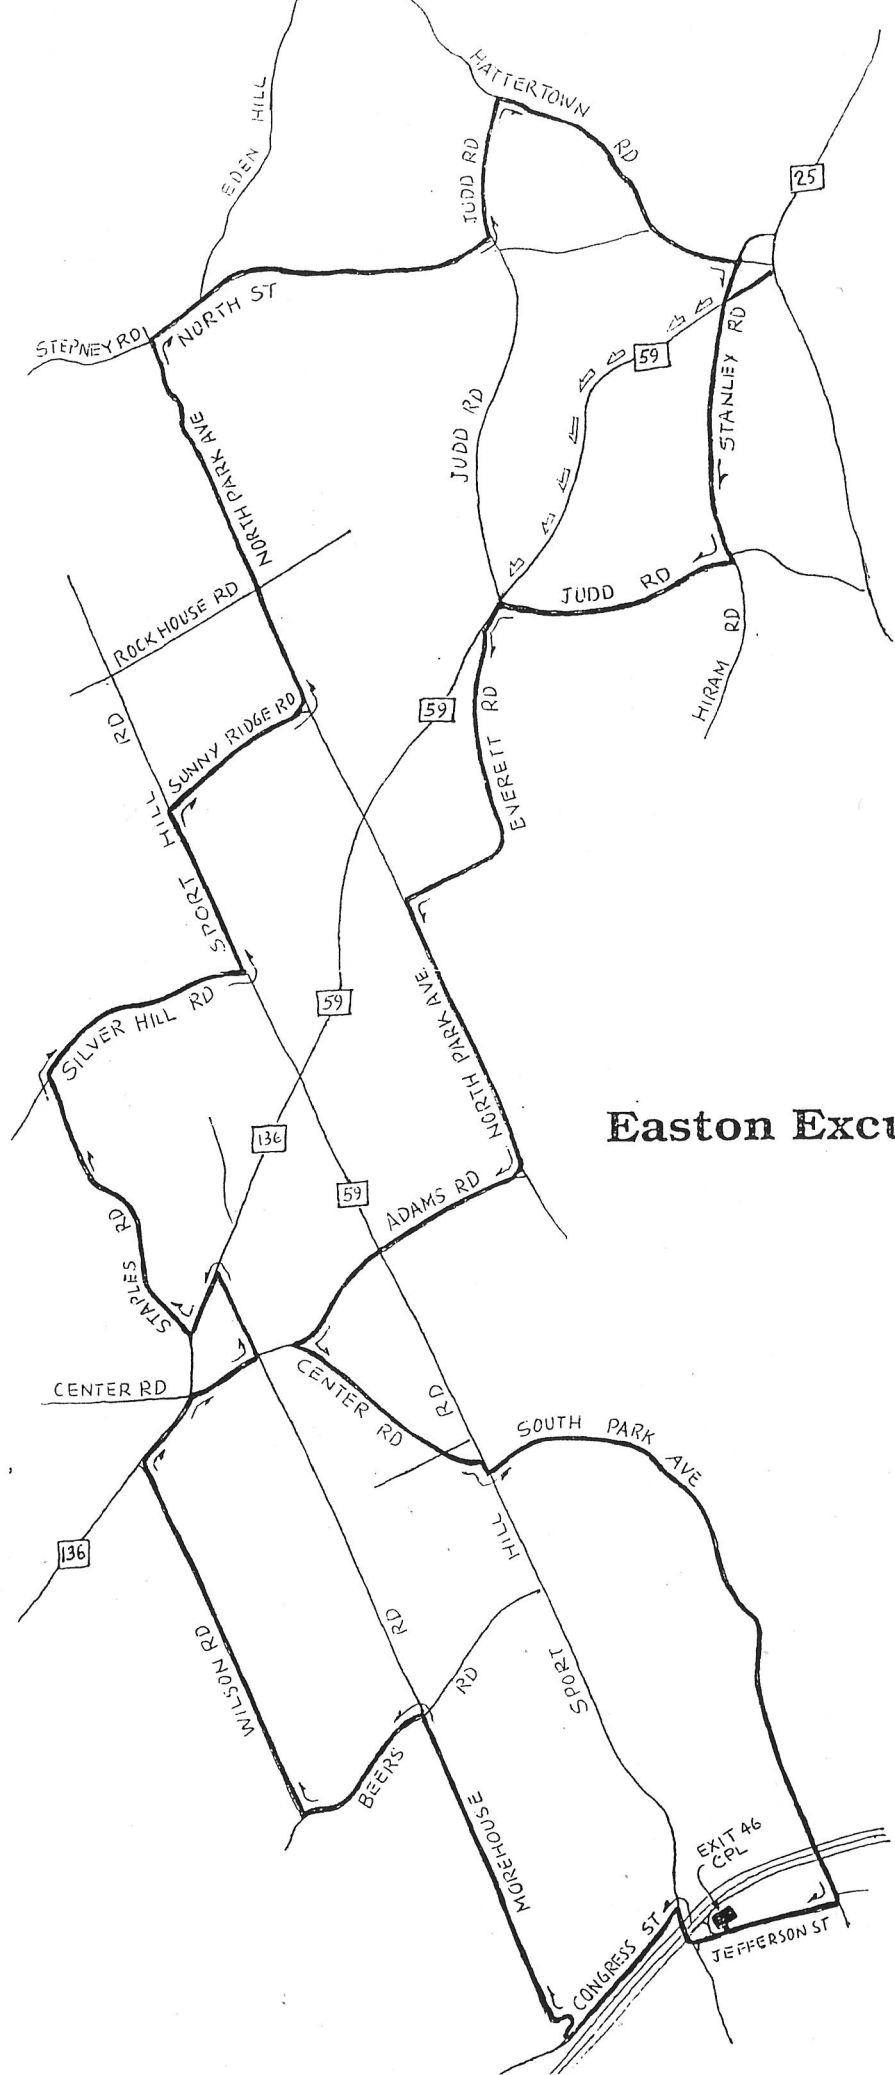 HATTERTOWN RD
EDEN HILL
JUDD RD
25
NORTH ST
STEPNEY RD
59
STANLEY RD
JUDD RD
NORTH PARK AVE
ROCK HOUSE RD
JUDD RD
HIRAM RD
59
SUNNY RIDGE RD
EVERETT RD
SPORT HILL RD
SILVER HILL RD
59
NORTH PARK AVE
Easton Excu
136
59
ADAMS RD
STAPLES RD
CENTER RD
CENTER RD
SOUTH PARK AVE
136
WILSON RD
BEERS RD
SPORT HILL RD
MOREHOUSE RD
EXIT 46
CPL
CONGRESS ST
JEFFERSON ST